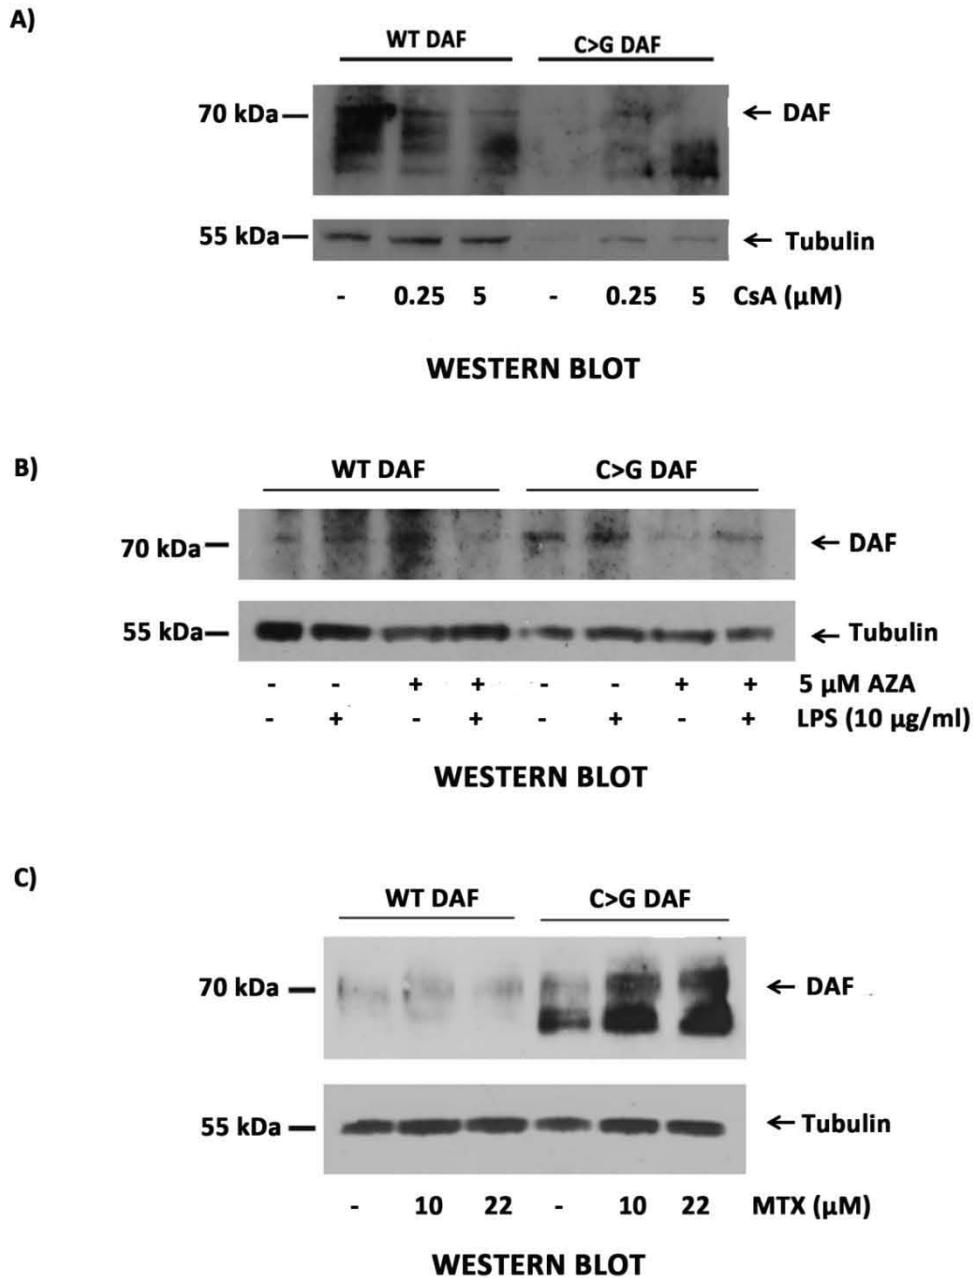 A)
WT DAF C>G DAF
70 kDa ← DAF
55 kDa ← Tubulin
- 0.25 5 - 0.25 5 CsA (µM)
WESTERN BLOT
B)
WT DAF C>G DAF
70 kDa ← DAF
55 kDa ← Tubulin
- - + + - - + + 5 µM AZA
- + - + - + - + LPS (10 µg/ml)
WESTERN BLOT
C)
WT DAF C>G DAF
70 kDa ← DAF
55 kDa ← Tubulin
- 10 22 - 10 22 MTX (µM)
WESTERN BLOT